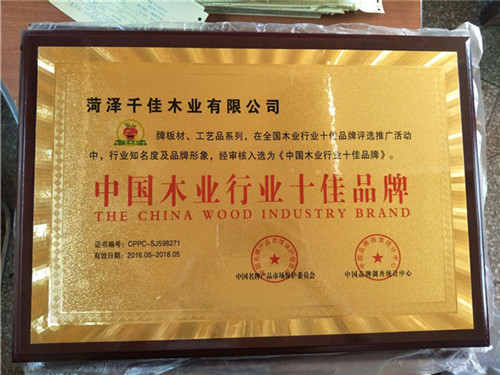 菏泽千佳木业有限公司
牌板材、工艺品系列，在全国木业行业十佳品牌评选推广活动
中，行业知名度及品牌形象，经审核入选为《中国木业行业十佳品牌》。
中国木业行业十佳品牌
THE CHINA WOOD INDUSTRY BRAND
证书编号：CPPC-SJ598271
有效日期：2016.05-2018.05
中国名牌产品市场保护委员会
中国品牌调查统计中心